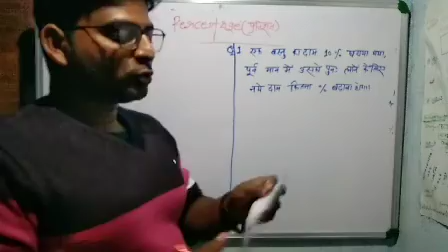 Percentage (प्रतिशत)
Q.1 एक वस्तु का दाम 10% घटाया गया,
पूर्व मान में उसको पुनः लाने के लिए
नये दाम कितना % बढ़ाना होगा।